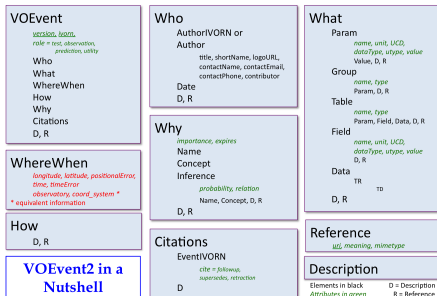 VOEvent
version, ivorn,
role = test, observation,
prediction, utility
Who
What
WhereWhen
How
Why
Citations
D, R
WhereWhen
longitude, latitude, positionalError,
time, timeError
observatory, coord_system *
* equivalent information
How
D, R
VOEvent2 in a
Nutshell
Who
AuthorIVORN or
Author
title, shortName, logoURL,
contactName, contactEmail,
contactPhone, contributor
Date
D, R
Why
importance, expires
Name
Concept
Inference
probability, relation
Name, Concept, D, R
D, R
Citations
EventIVORN
cite = followup,
supersedes, retraction
D
What
Param
name, unit, UCD,
dataType, utype, value
Value, D, R
Group
name, type
Param, D, R
Table
name, type
Param, Field, Data, D, R
Field
name, unit, UCD,
dataType, utype, value
D, R
Data
TR
TD
D, R
Reference
uri, meaning, mimetype
Description
Elements in black D = Description
Attributes in green R = Reference